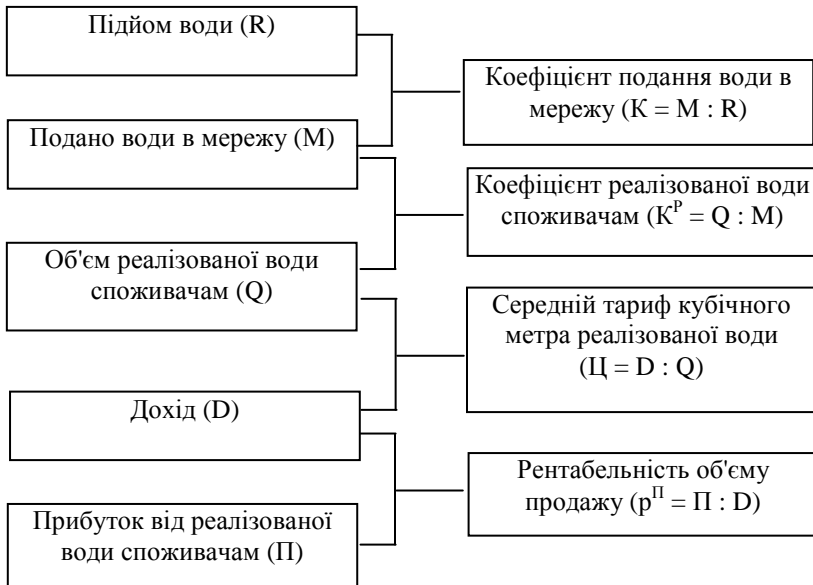 Підйом води (R)
Коефіцієнт подання води в
мережу (К = М : R)
Подано води в мережу (М)
Коефіцієнт реалізованої води
споживачам (К^Р = Q : М)
Об'єм реалізованої води
споживачам (Q)
Середній тариф кубічного
метра реалізованої води
(Ц = D : Q)
Дохід (D)
Рентабельність об'єму
продажу (р^П = П : D)
Прибуток від реалізованої
води споживачам (П)